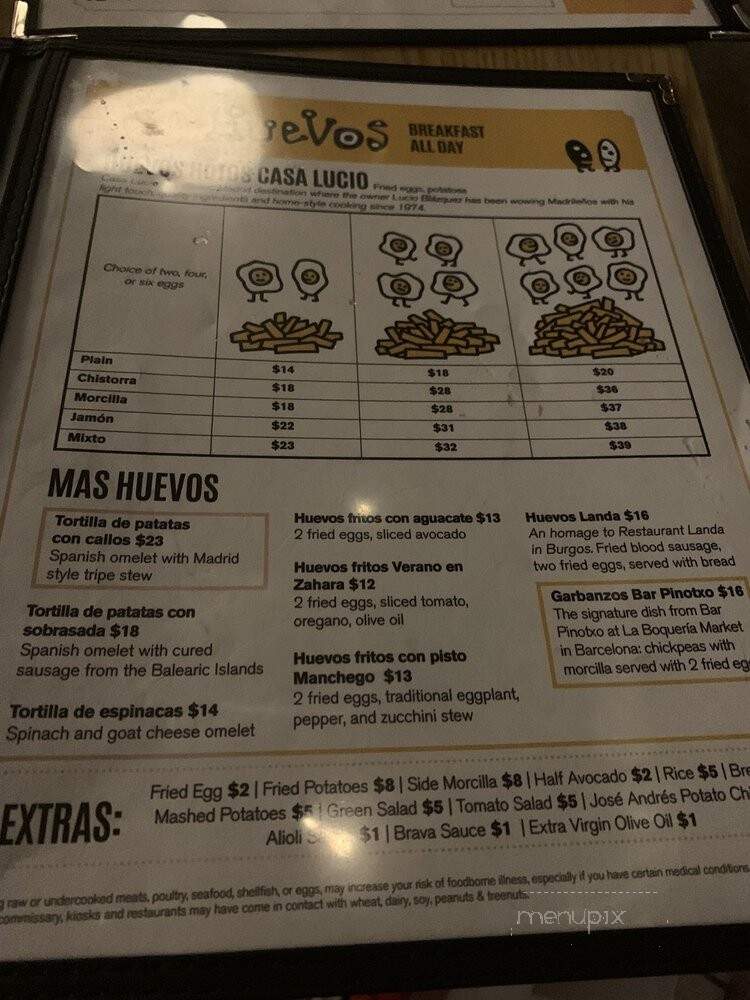 BREAKFAST
ALL DAY
CASA LUCIO Fried eggs, potatoes
destination where the owner Lucio Blázquez has been wowing Madrileños with his
light touch, and home-style cooking since 1974.
Choice of two, four,
or six eggs
Plain $14 $18 $20
Chistorra $18 $28 $36
Morcilla $18 $28 $37
Jamón $22 $31 $38
Mixto $23 $32 $39
MAS HUEVOS
Tortilla de patatas
con callos $23
Spanish omelet with Madrid
style tripe stew
Tortilla de patatas con
sobrasada $18
Spanish omelet with cured
sausage from the Balearic Islands
Tortilla de espinacas $14
Spinach and goat cheese omelet
Huevos fritos con aguacate $13
2 fried eggs, sliced avocado
Huevos fritos Verano en
Zahara $12
2 fried eggs, sliced tomato,
oregano, olive oil
Huevos fritos con pisto
Manchego $13
2 fried eggs, traditional eggplant,
pepper, and zucchini stew
Huevos Landa $16
An homage to Restaurant Landa
in Burgos. Fried blood sausage,
two fried eggs, served with bread
Garbanzos Bar Pinotxo $16
The signature dish from Bar
Pinotxo at La Boquería Market
in Barcelona: chickpeas with
morcilla served with 2 fried eg
EXTRAS:
Fried Egg $2 | Fried Potatoes $8 | Side Morcilla $8 | Half Avocado $2 | Rice $5 | Bre
Mashed Potatoes $5 | Green Salad $5 | Tomato Salad $5 | José Andrés Potato Ch
Alioli $1 | Brava Sauce $1 | Extra Virgin Olive Oil $1
g raw or undercooked meats, poultry, seafood, shellfish, or eggs, may increase your risk of foodborne illness, especially if you have certain medical conditions.
commissary, kiosks and restaurants may have come in contact with wheat, dairy, soy, peanuts & treenuts.
menupix